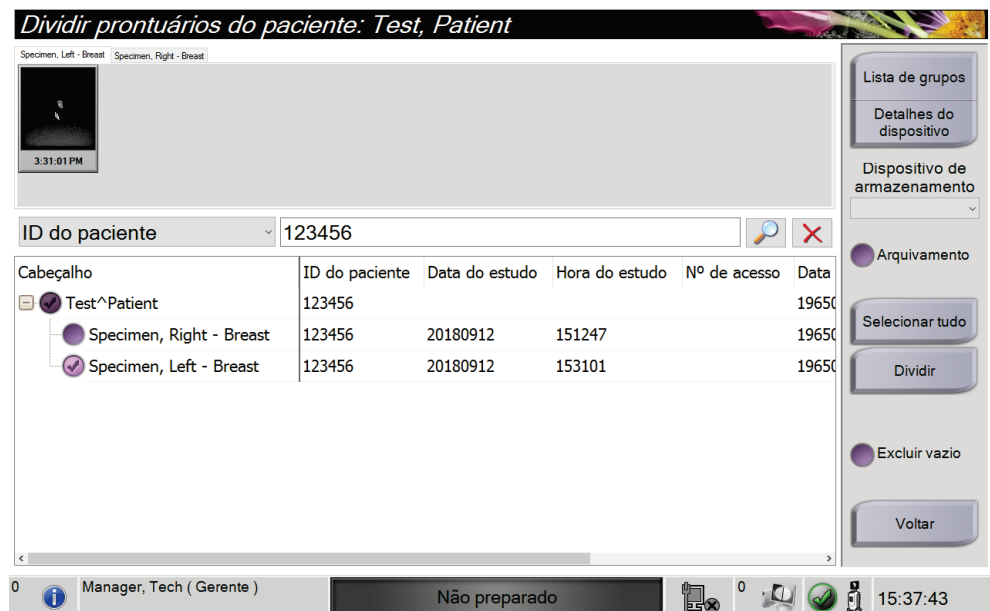 Dividir prontuários do paciente: Test, Patient
Specimen, Left - Breast Specimen, Right - Breast
3:31:01 PM
Lista de grupos
Detalhes do
dispositivo
Dispositivo de
armazenamento
ID do paciente 123456
Arquivamento
Cabeçalho ID do paciente Data do estudo Hora do estudo Nº de acesso Data
Test^Patient 123456 19650
Specimen, Right - Breast 123456 20180912 151247 19650
Specimen, Left - Breast 123456 20180912 153101 19650
Selecionar tudo
Dividir
Excluir vazio
Voltar
0 Manager, Tech ( Gerente ) Não preparado 0 15:37:43